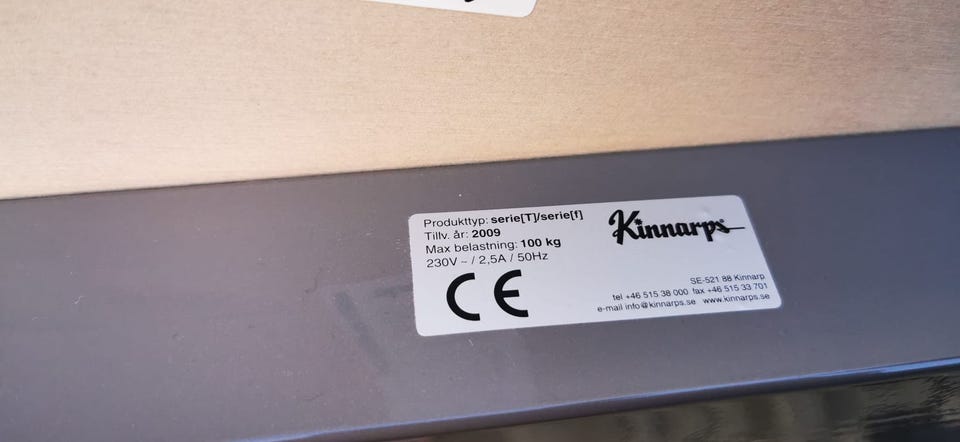 Produkttyp: serie[T]/serie[f]
Tillv. år: 2009
Max belastning: 100 kg
230V ~ / 2,5A / 50Hz
CE
Kinnarps®
SE-521 88 Kinnarp
tel +46 515 38 000 fax +46 515 33 701
e-mail info@kinnarps.se www.kinnarps.se